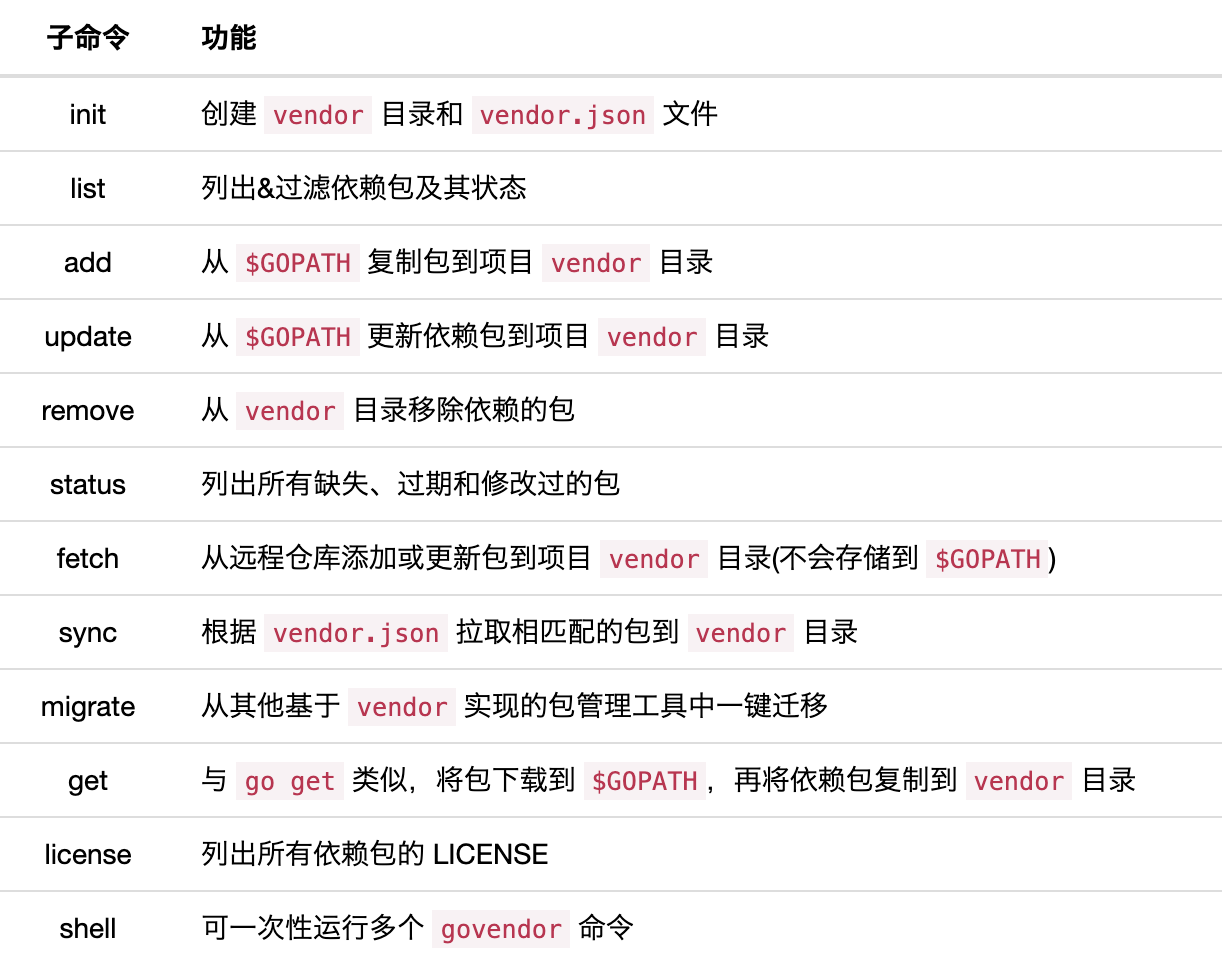 子命令 功能
init 创建 vendor 目录和 vendor.json 文件
list 列出&过滤依赖包及其状态
add 从 $GOPATH 复制包到项目 vendor 目录
update 从 $GOPATH 更新依赖包到项目 vendor 目录
remove 从 vendor 目录移除依赖的包
status 列出所有缺失、过期和修改过的包
fetch 从远程仓库添加或更新包到项目 vendor 目录(不会存储到 $GOPATH)
sync 根据 vendor.json 拉取相匹配的包到 vendor 目录
migrate 从其他基于 vendor 实现的包管理工具中一键迁移
get 与 go get 类似，将包下载到 $GOPATH，再将依赖包复制到 vendor 目录
license 列出所有依赖包的 LICENSE
shell 可一次性运行多个 govendor 命令